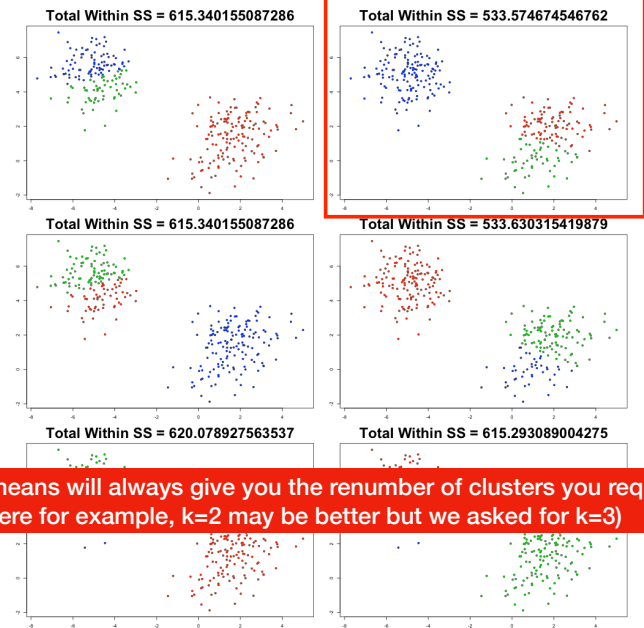 Total Within SS = 615.340155087286
Total Within SS = 533.574674546762
Total Within SS = 615.340155087286
Total Within SS = 533.630315419879
Total Within SS = 620.078927563537
Total Within SS = 615.293089004275
means will always give you the renumber of clusters you req
ere for example, k=2 may be better but we asked for k=3)